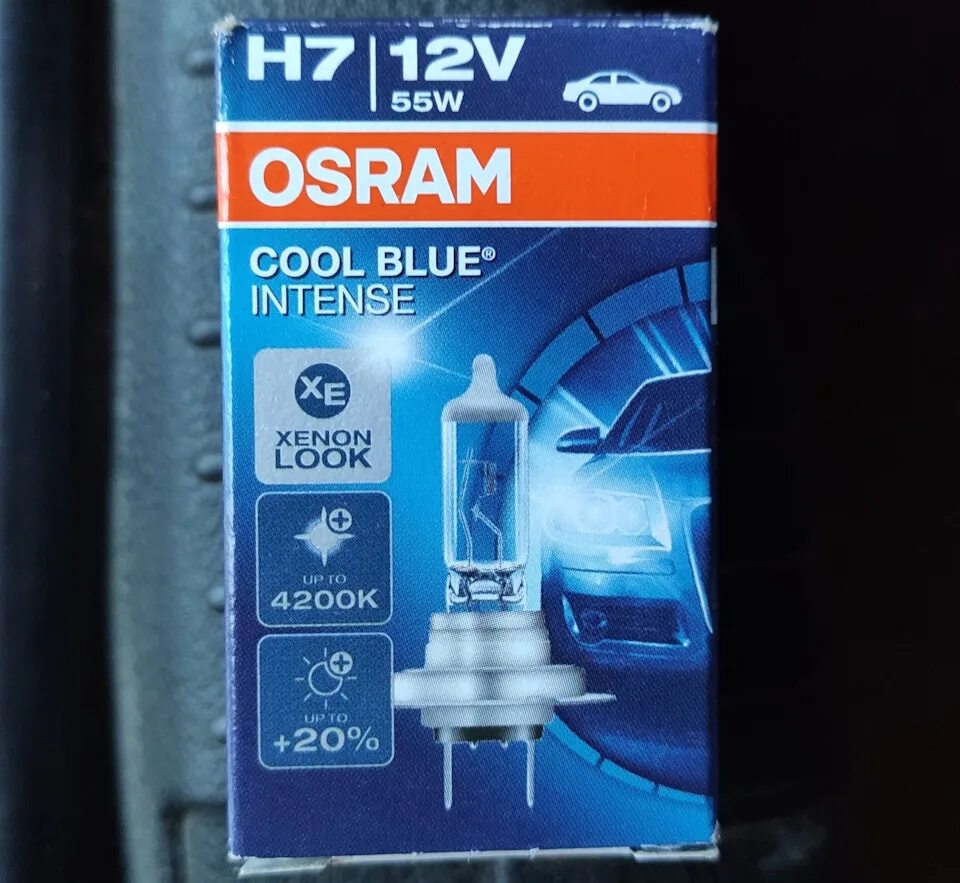 H7 12V
55W
OSRAM
COOL BLUE®
INTENSE
XE
XENON
LOOK
UP TO
4200K
UP TO
+20%